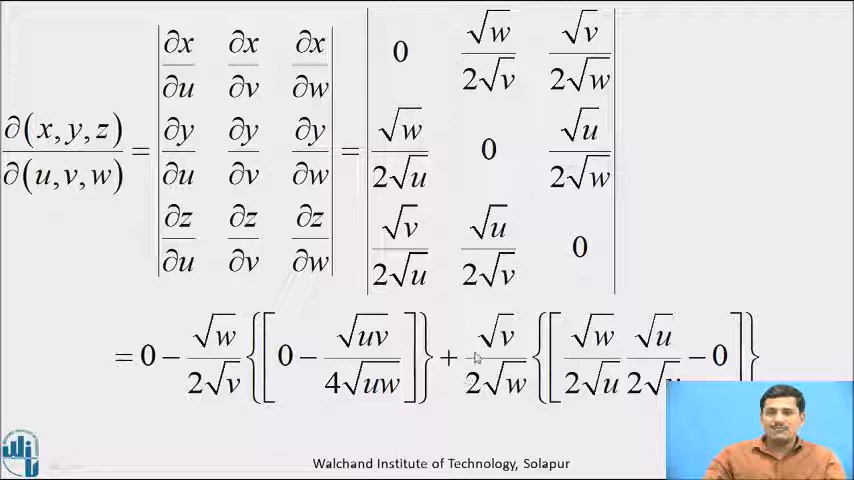 ∂(x,y,z)/∂(u,v,w) = |∂x/∂u ∂x/∂v ∂x/∂w; ∂y/∂u ∂y/∂v ∂y/∂w; ∂z/∂u ∂z/∂v ∂z/∂w| = |0 √w/2√v √v/2√w; √w/2√u 0 √u/2√w; √v/2√u √u/2√v 0|
= 0 − √w/2√v {[0 − √uv/4√uw]} + √v/2√w {[√w/2√u √u/2√ − 0]}
Walchand Institute of Technology, Solapur